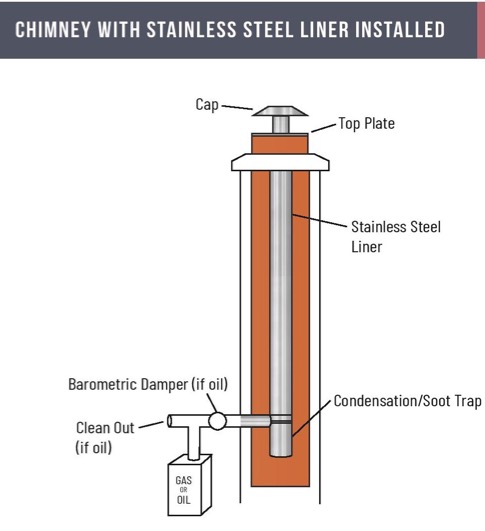 CHIMNEY WITH STAINLESS STEEL LINER INSTALLED
Cap
Top Plate
Stainless Steel
Liner
Barometric Damper (if oil)
Condensation/Soot Trap
Clean Out
(if oil)
GAS
OR
OIL